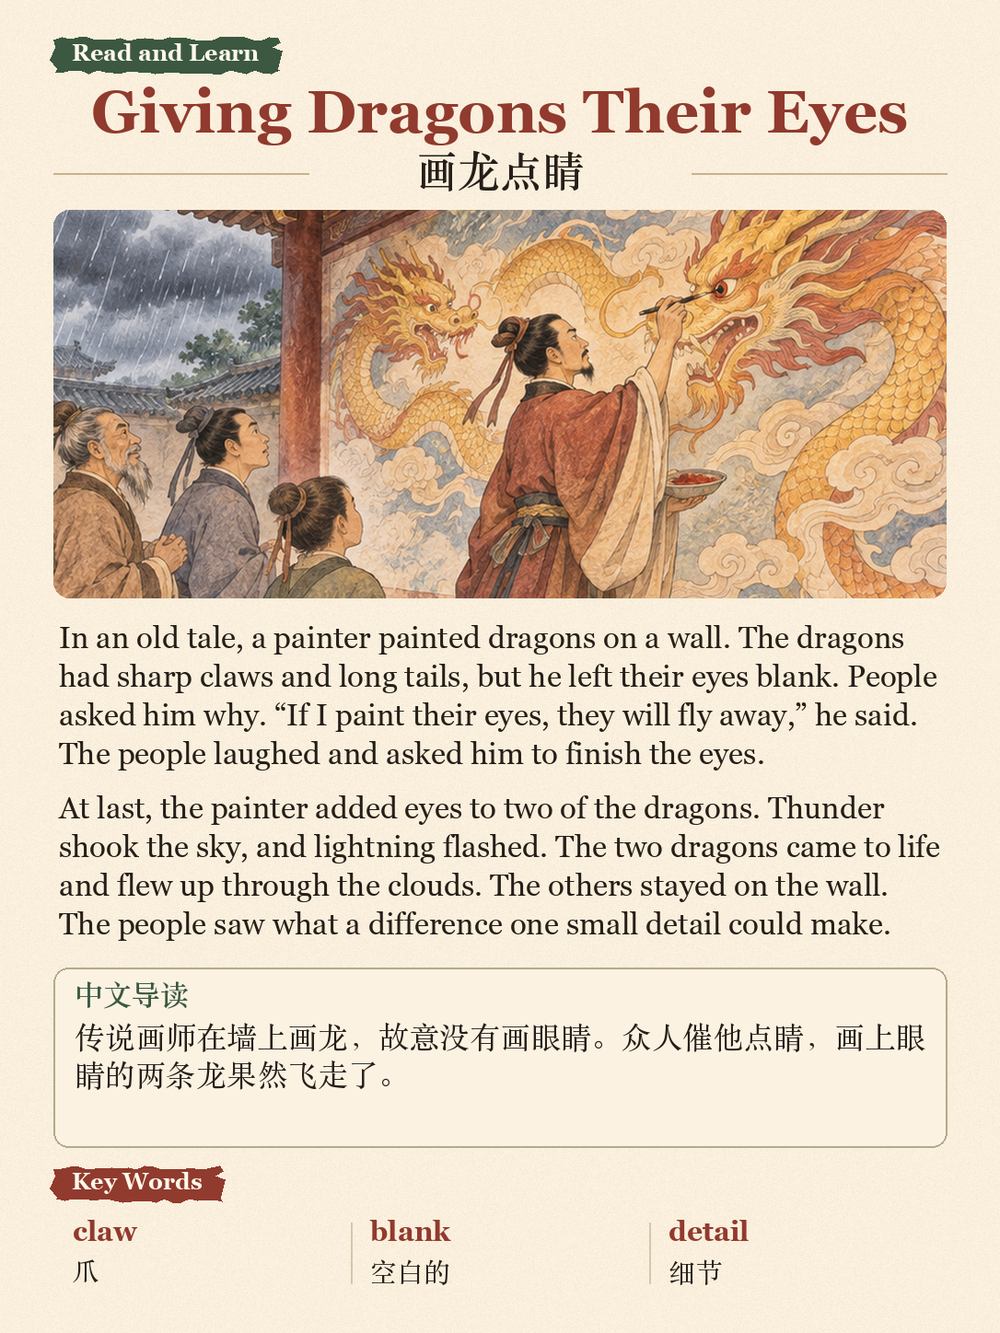 Read and Learn
Giving Dragons Their Eyes
画龙点睛
In an old tale, a painter painted dragons on a wall. The dragons
had sharp claws and long tails, but he left their eyes blank. People
asked him why. “If I paint their eyes, they will fly away,” he said.
The people laughed and asked him to finish the eyes.
At last, the painter added eyes to two of the dragons. Thunder
shook the sky, and lightning flashed. The two dragons came to life
and flew up through the clouds. The others stayed on the wall.
The people saw what a difference one small detail could make.
中文导读
传说画师在墙上画龙，故意没有画眼睛。众人催他点睛，画上眼
睛的两条龙果然飞走了。
Key Words
claw
爪
blank
空白的
detail
细节